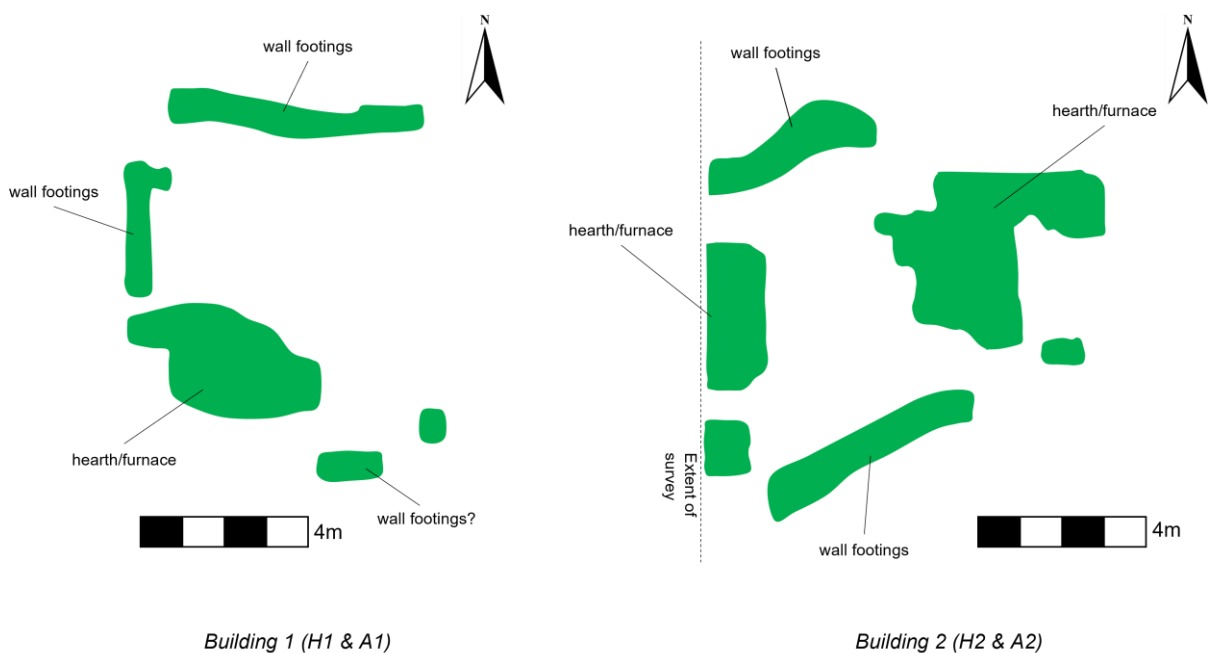 N
wall footings
wall footings
hearth/furnace
wall footings?
4m
Building 1 (H1 & A1)
N
wall footings
hearth/furnace
hearth/furnace
Extent of
survey
wall footings
4m
Building 2 (H2 & A2)